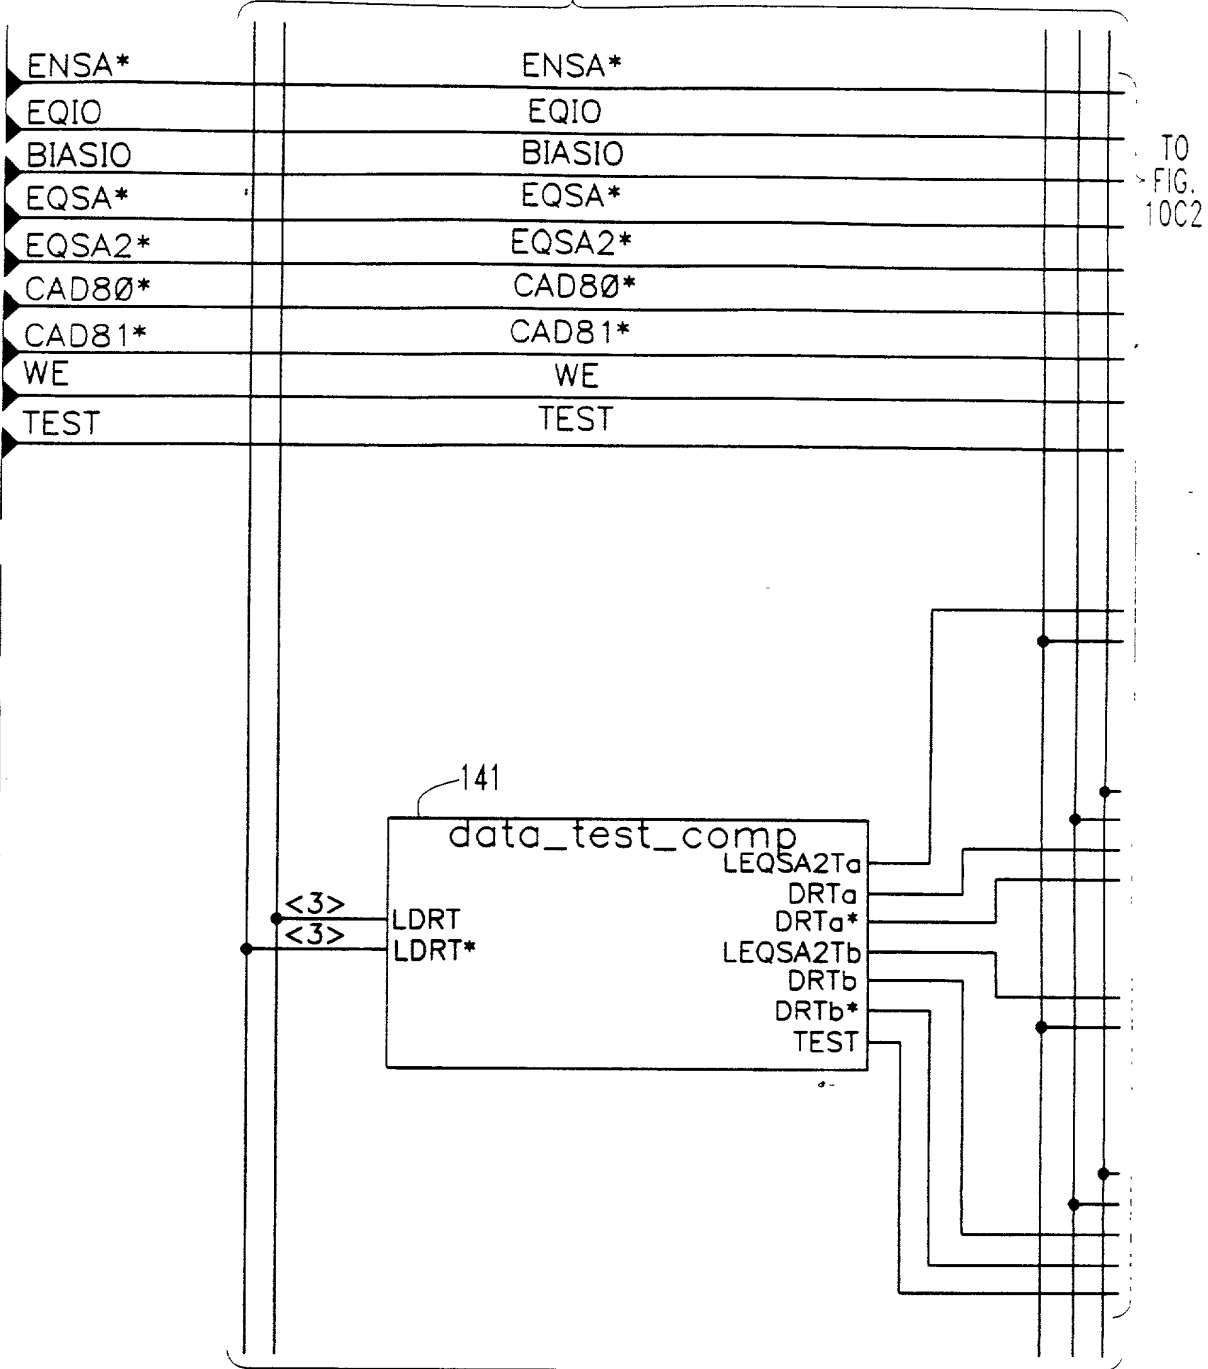 ENSA* ENSA*
EQIO EQIO
BIASIO BIASIO
EQSA* EQSA*
EQSA2* EQSA2*
CAD8Ø* CAD8Ø*
CAD81* CAD81*
WE WE
TEST TEST
TO
FIG.
10C2
141
data_test_comp
LEQSA2Ta
DRTa
<3> LDRT DRTa*
<3> LDRT* LEQSA2Tb
DRTb
DRTb*
TEST